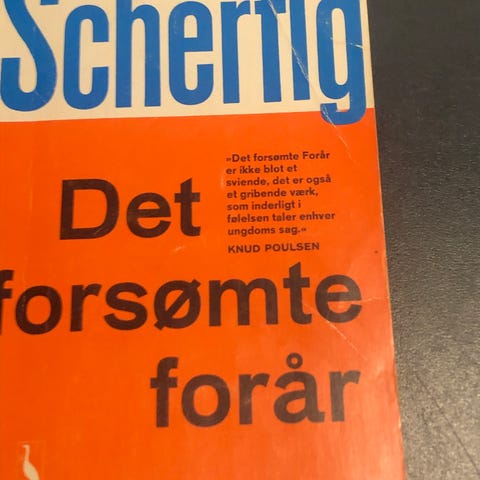 Scherfig
Det
»Det forsømte Forår
er ikke blot et
sviende, det er også
et gribende værk,
som inderligt i
følelsen taler enhver
ungdoms sag.«
KNUD POULSEN
forsømte
forår